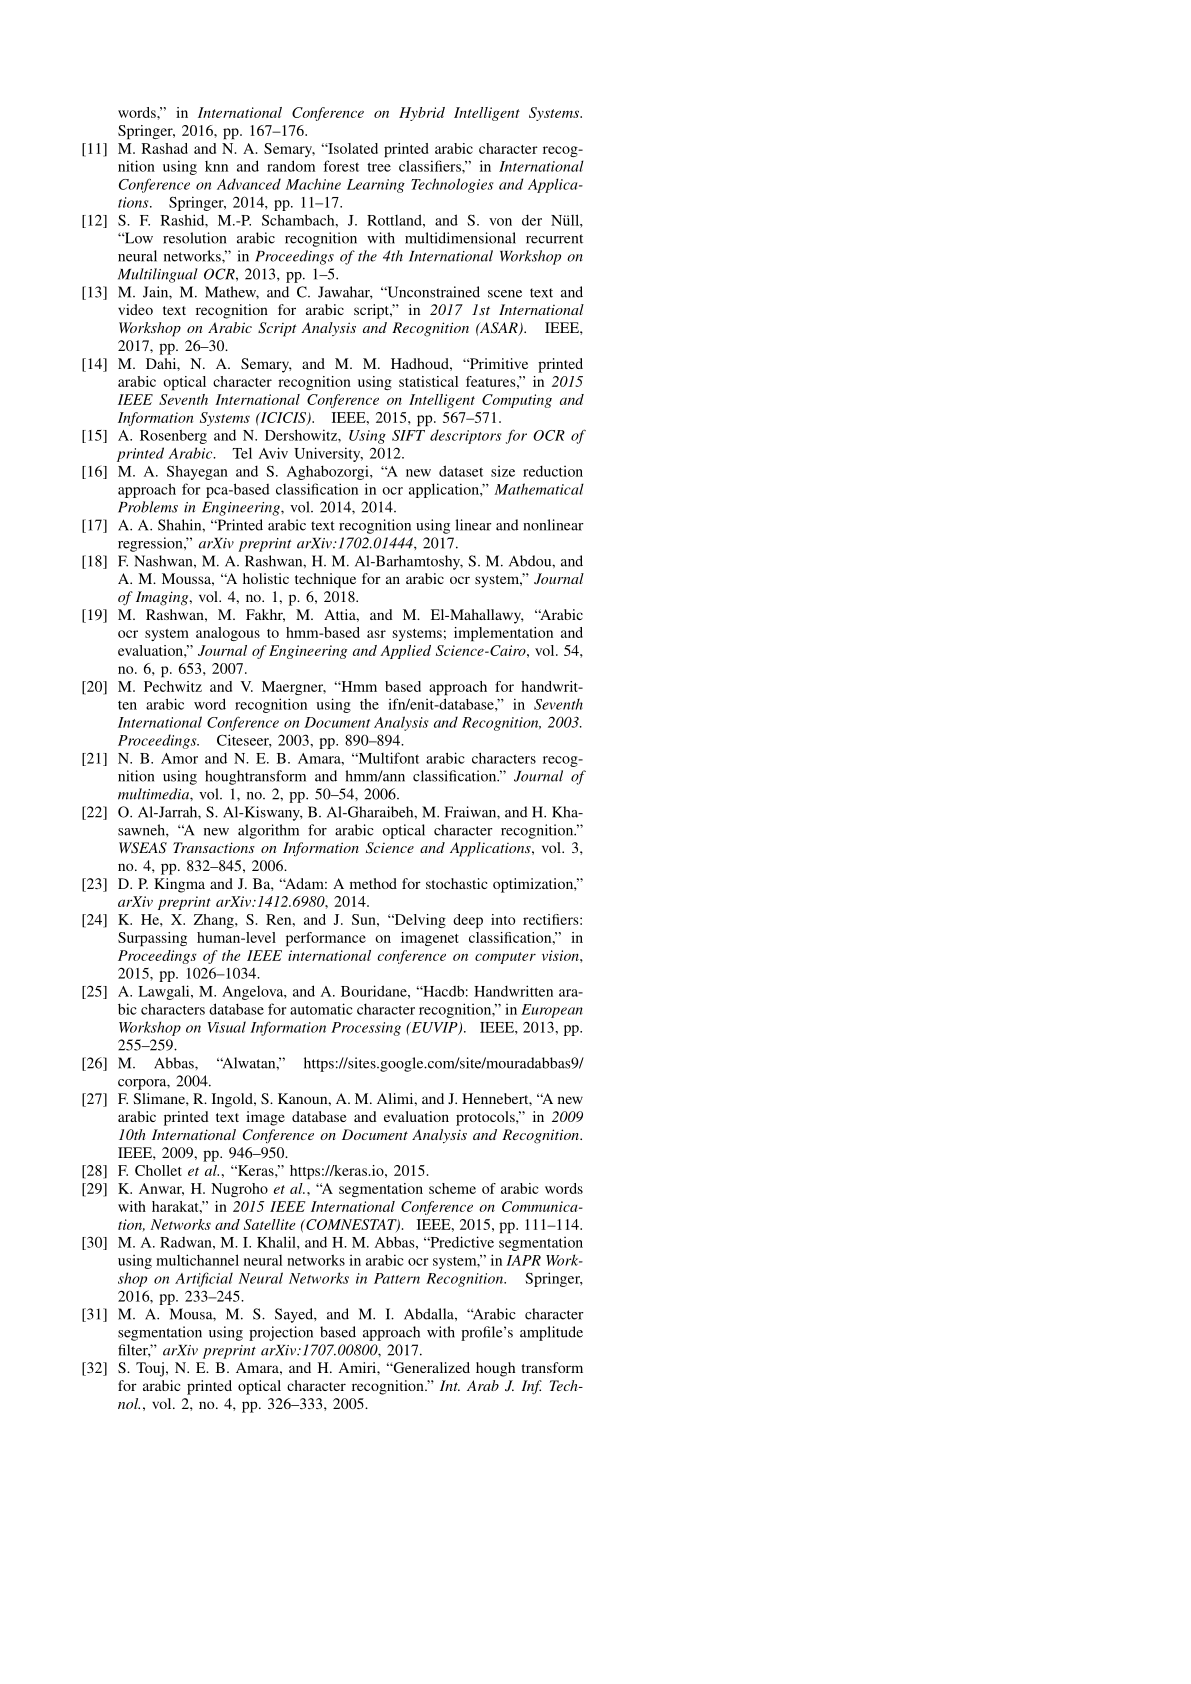 words,” in International Conference on Hybrid Intelligent Systems.
Springer, 2016, pp. 167–176.
[11] M. Rashad and N. A. Semary, “Isolated printed arabic character recog-
nition using knn and random forest tree classifiers,” in International
Conference on Advanced Machine Learning Technologies and Applica-
tions. Springer, 2014, pp. 11–17.
[12] S. F. Rashid, M.-P. Schambach, J. Rottland, and S. von der Nüll,
“Low resolution arabic recognition with multidimensional recurrent
neural networks,” in Proceedings of the 4th International Workshop on
Multilingual OCR, 2013, pp. 1–5.
[13] M. Jain, M. Mathew, and C. Jawahar, “Unconstrained scene text and
video text recognition for arabic script,” in 2017 1st International
Workshop on Arabic Script Analysis and Recognition (ASAR). IEEE,
2017, pp. 26–30.
[14] M. Dahi, N. A. Semary, and M. M. Hadhoud, “Primitive printed
arabic optical character recognition using statistical features,” in 2015
IEEE Seventh International Conference on Intelligent Computing and
Information Systems (ICICIS). IEEE, 2015, pp. 567–571.
[15] A. Rosenberg and N. Dershowitz, Using SIFT descriptors for OCR of
printed Arabic. Tel Aviv University, 2012.
[16] M. A. Shayegan and S. Aghabozorgi, “A new dataset size reduction
approach for pca-based classification in ocr application,” Mathematical
Problems in Engineering, vol. 2014, 2014.
[17] A. A. Shahin, “Printed arabic text recognition using linear and nonlinear
regression,” arXiv preprint arXiv:1702.01444, 2017.
[18] F. Nashwan, M. A. Rashwan, H. M. Al-Barhamtoshy, S. M. Abdou, and
A. M. Moussa, “A holistic technique for an arabic ocr system,” Journal
of Imaging, vol. 4, no. 1, p. 6, 2018.
[19] M. Rashwan, M. Fakhr, M. Attia, and M. El-Mahallawy, “Arabic
ocr system analogous to hmm-based asr systems; implementation and
evaluation,” Journal of Engineering and Applied Science-Cairo, vol. 54,
no. 6, p. 653, 2007.
[20] M. Pechwitz and V. Maergner, “Hmm based approach for handwrit-
ten arabic word recognition using the ifn/enit-database,” in Seventh
International Conference on Document Analysis and Recognition, 2003.
Proceedings. Citeseer, 2003, pp. 890–894.
[21] N. B. Amor and N. E. B. Amara, “Multifont arabic characters recog-
nition using houghtransform and hmm/ann classification.” Journal of
multimedia, vol. 1, no. 2, pp. 50–54, 2006.
[22] O. Al-Jarrah, S. Al-Kiswany, B. Al-Gharaibeh, M. Fraiwan, and H. Kha-
sawneh, “A new algorithm for arabic optical character recognition.”
WSEAS Transactions on Information Science and Applications, vol. 3,
no. 4, pp. 832–845, 2006.
[23] D. P. Kingma and J. Ba, “Adam: A method for stochastic optimization,”
arXiv preprint arXiv:1412.6980, 2014.
[24] K. He, X. Zhang, S. Ren, and J. Sun, “Delving deep into rectifiers:
Surpassing human-level performance on imagenet classification,” in
Proceedings of the IEEE international conference on computer vision,
2015, pp. 1026–1034.
[25] A. Lawgali, M. Angelova, and A. Bouridane, “Hacdb: Handwritten ara-
bic characters database for automatic character recognition,” in European
Workshop on Visual Information Processing (EUVIP). IEEE, 2013, pp.
255–259.
[26] M. Abbas, “Alwatan,” https://sites.google.com/site/mouradabbas9/
corpora, 2004.
[27] F. Slimane, R. Ingold, S. Kanoun, A. M. Alimi, and J. Hennebert, “A new
arabic printed text image database and evaluation protocols,” in 2009
10th International Conference on Document Analysis and Recognition.
IEEE, 2009, pp. 946–950.
[28] F. Chollet et al., “Keras,” https://keras.io, 2015.
[29] K. Anwar, H. Nugroho et al., “A segmentation scheme of arabic words
with harakat,” in 2015 IEEE International Conference on Communica-
tion, Networks and Satellite (COMNESTAT). IEEE, 2015, pp. 111–114.
[30] M. A. Radwan, M. I. Khalil, and H. M. Abbas, “Predictive segmentation
using multichannel neural networks in arabic ocr system,” in IAPR Work-
shop on Artificial Neural Networks in Pattern Recognition. Springer,
2016, pp. 233–245.
[31] M. A. Mousa, M. S. Sayed, and M. I. Abdalla, “Arabic character
segmentation using projection based approach with profile’s amplitude
filter,” arXiv preprint arXiv:1707.00800, 2017.
[32] S. Touj, N. E. B. Amara, and H. Amiri, “Generalized hough transform
for arabic printed optical character recognition.” Int. Arab J. Inf. Tech-
nol., vol. 2, no. 4, pp. 326–333, 2005.